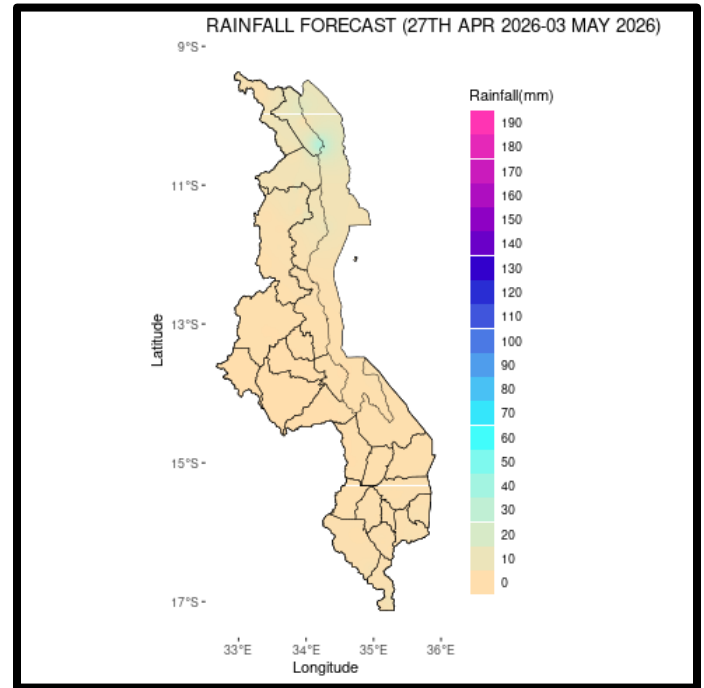 RAINFALL FORECAST (27TH APR 2026-03 MAY 2026)
9°S
11°S
13°S
15°S
17°S
Latitude
33°E 34°E 35°E 36°E
Longitude
Rainfall(mm)
190
180
170
160
150
140
130
120
110
100
90
80
70
60
50
40
30
20
10
0